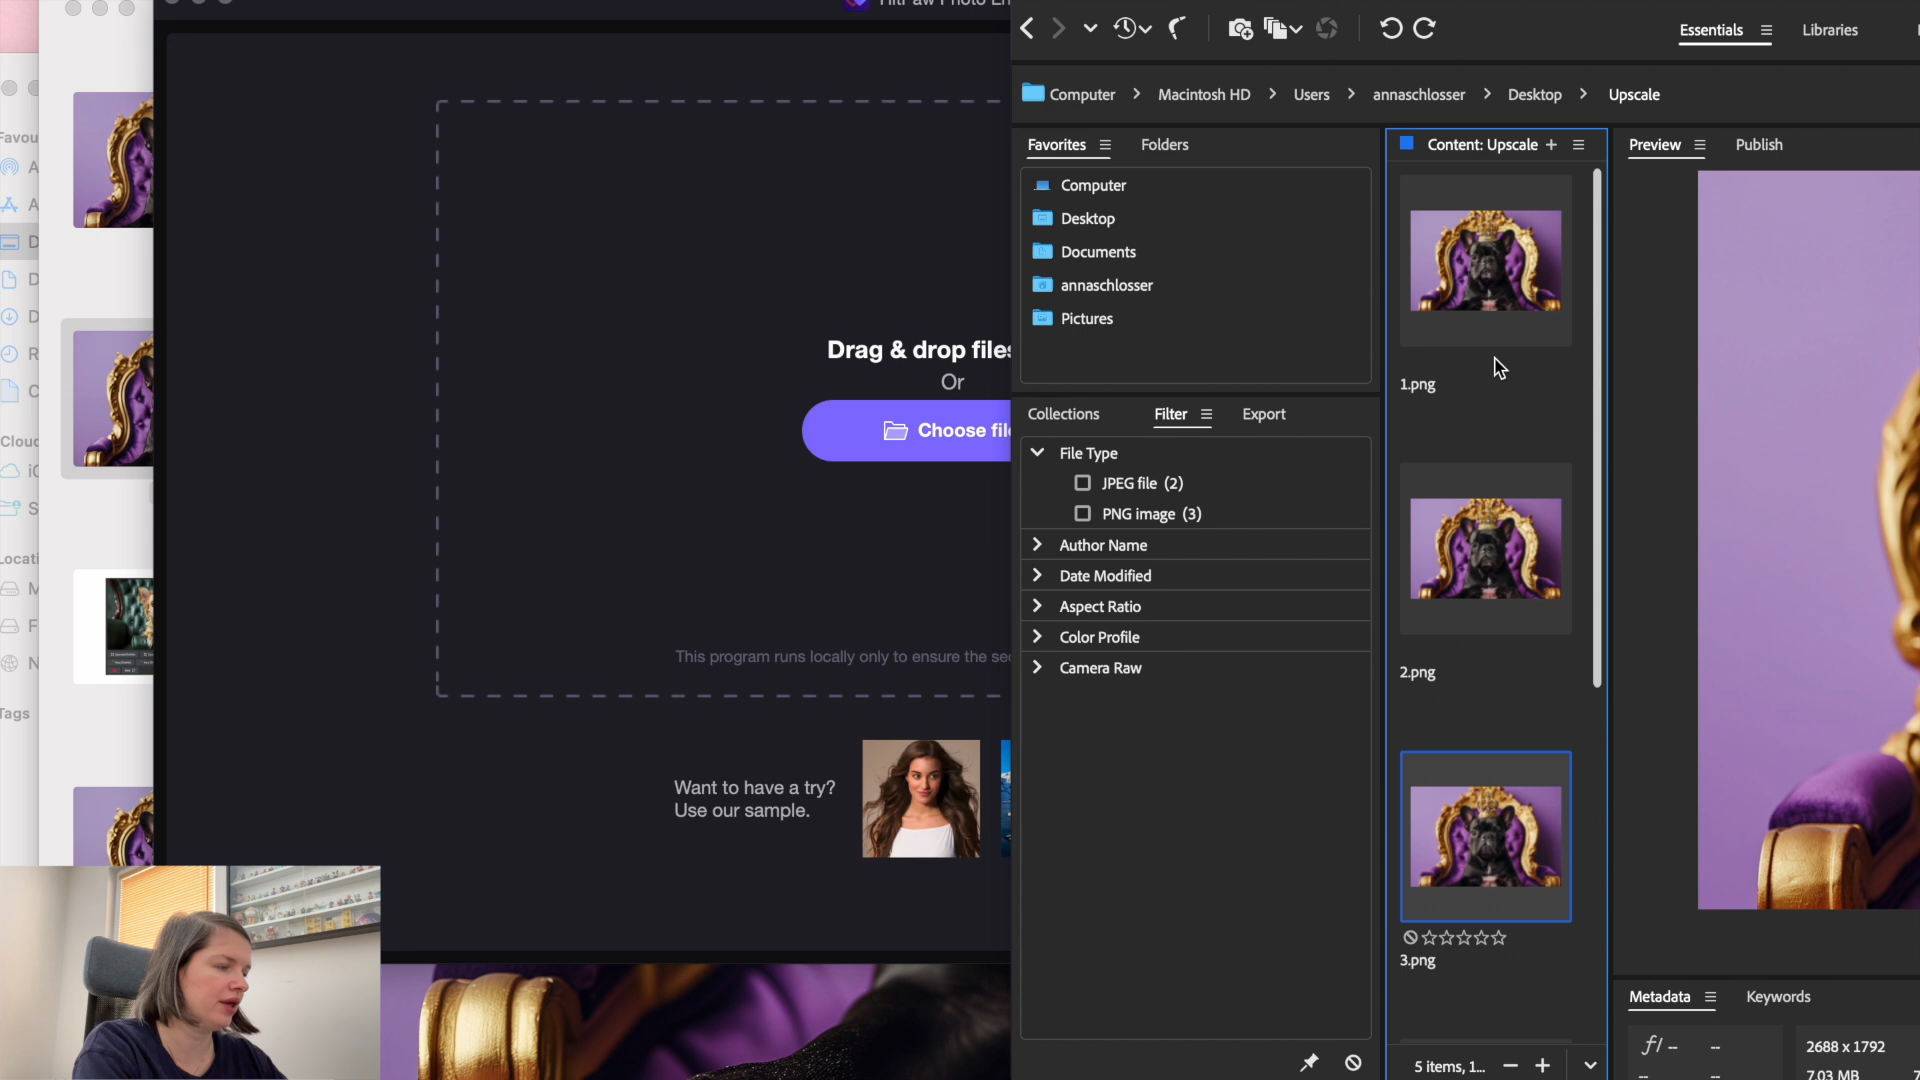 Essentials
Libraries
Computer
Macintosh HD
Users
annaschlosser
Desktop
Upscale
Favorites
Folders
Content: Upscale
Preview
Publish
Computer
Desktop
Documents
annaschlosser
Pictures
1.png
Collections
Filter
Export
File Type
JPEG file (2)
PNG image (3)
Author Name
Date Modified
Aspect Ratio
Color Profile
Camera Raw
2.png
3.png
5 items, 1...
Metadata
Keywords
f/ --
--
2688 x 1792
--
--
7.03 MB
Drag & drop files
Or
Choose
This program runs locally only to ensure the
Want to have a try?
Use our sample.
Tags